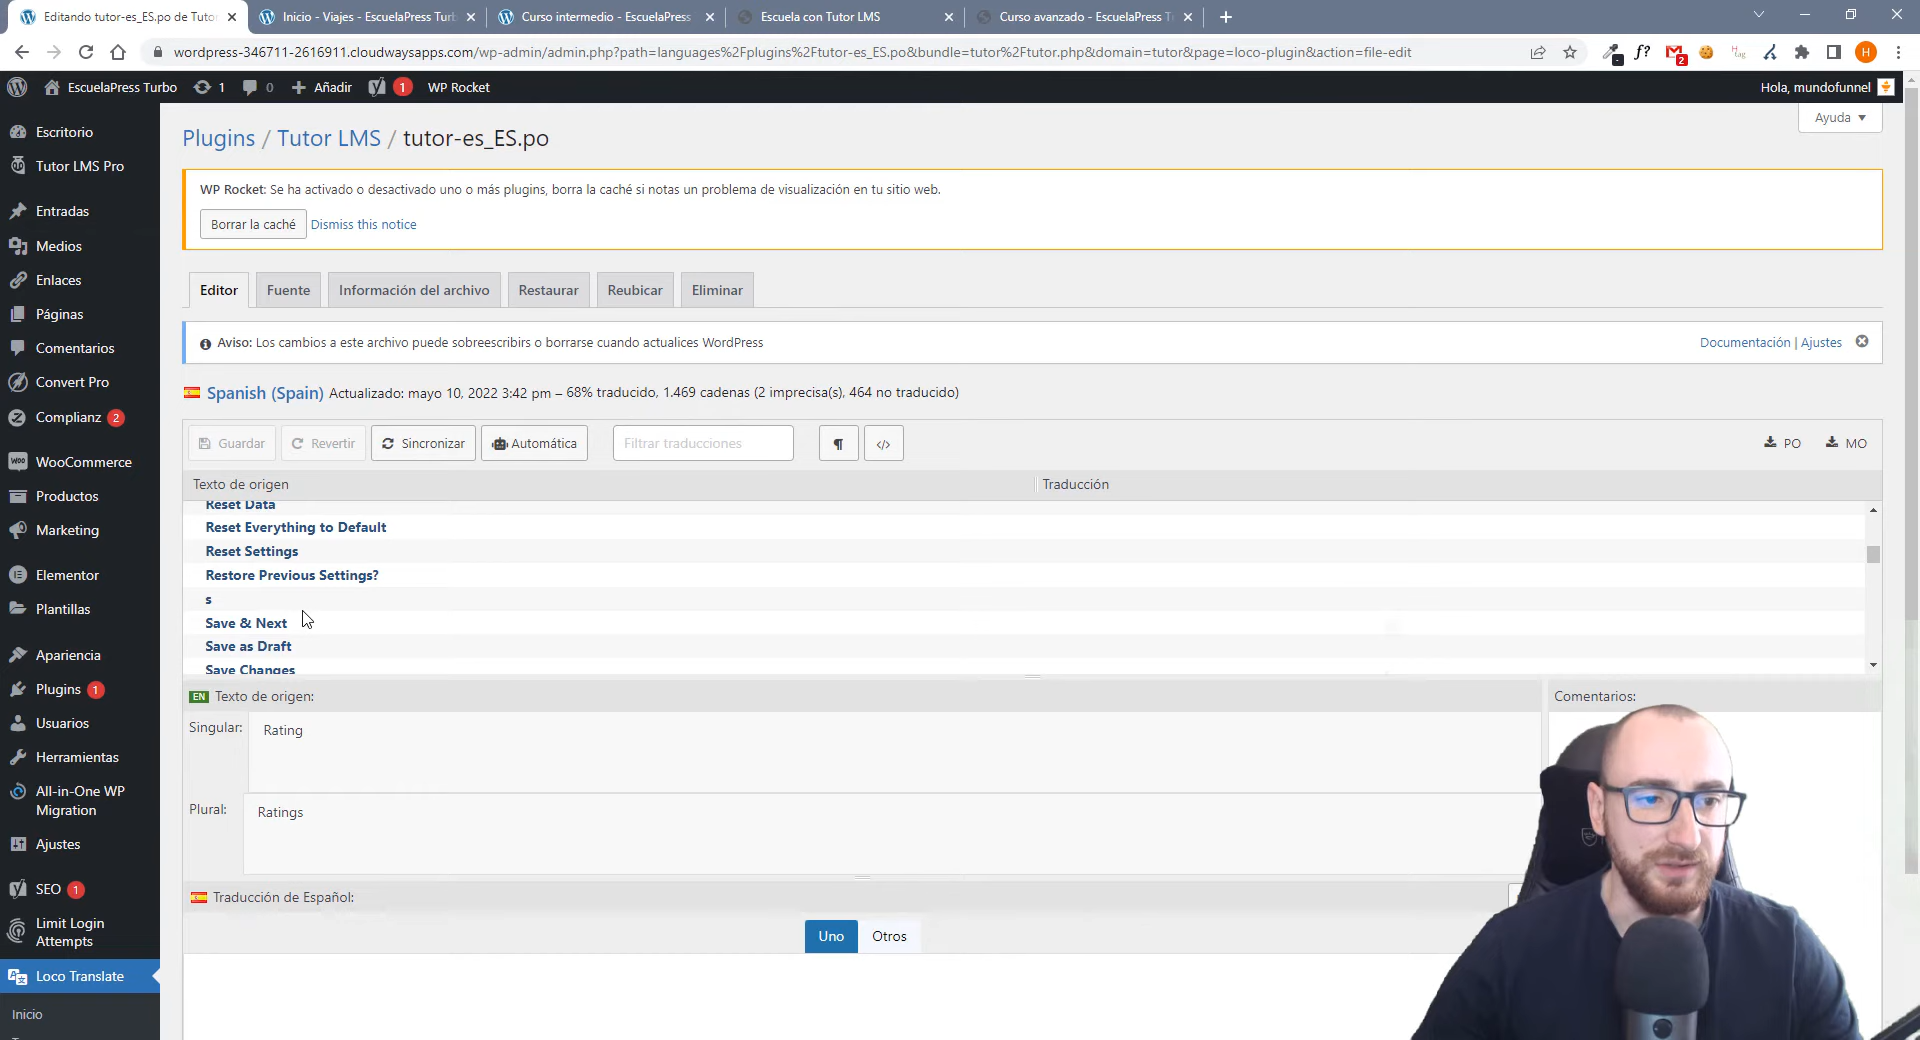 Editando tutor-es_ES.po de Tutor
Inicio - Viajes - EscuelaPress Turb
Curso intermedio - EscuelaPress
Escuela con Tutor LMS
Curso avanzado - EscuelaPress T
wordpress-346711-2616911.cloudwaysapps.com/wp-admin/admin.php?path=languages%2Fplugins%2Ftutor-es_ES.po&bundle=tutor%2Ftutor.php&domain=tutor&page=loco-plugin&action=file-edit
f?
2
H
EscuelaPress Turbo
1
0
Añadir
1
WP Rocket
Hola, mundofunnel
Escritorio
Tutor LMS Pro
Entradas
Medios
Enlaces
Páginas
Comentarios
Convert Pro
Complianz 2
WooCommerce
Productos
Marketing
Elementor
Plantillas
Apariencia
Plugins 1
Usuarios
Herramientas
All-in-One WP
Migration
Ajustes
SEO 1
Limit Login
Attempts
Loco Translate
Inicio
Ayuda
Plugins / Tutor LMS / tutor-es_ES.po
WP Rocket: Se ha activado o desactivado uno o más plugins, borra la caché si notas un problema de visualización en tu sitio web.
Borrar la caché Dismiss this notice
Editor Fuente Información del archivo Restaurar Reubicar Eliminar
Aviso: Los cambios a este archivo puede sobreescribirs o borrarse cuando actualices WordPress
Documentación | Ajustes
Spanish (Spain) Actualizado: mayo 10, 2022 3:42 pm – 68% traducido, 1.469 cadenas (2 imprecisa(s), 464 no traducido)
Guardar Revertir Sincronizar Automática Filtrar traducciones ¶ </> PO MO
Texto de origen Traducción
Reset Data
Reset Everything to Default
Reset Settings
Restore Previous Settings?
s
Save & Next
Save as Draft
Save Changes
EN Texto de origen:
Comentarios:
Singular: Rating
Plural: Ratings
Traducción de Español:
Uno Otros